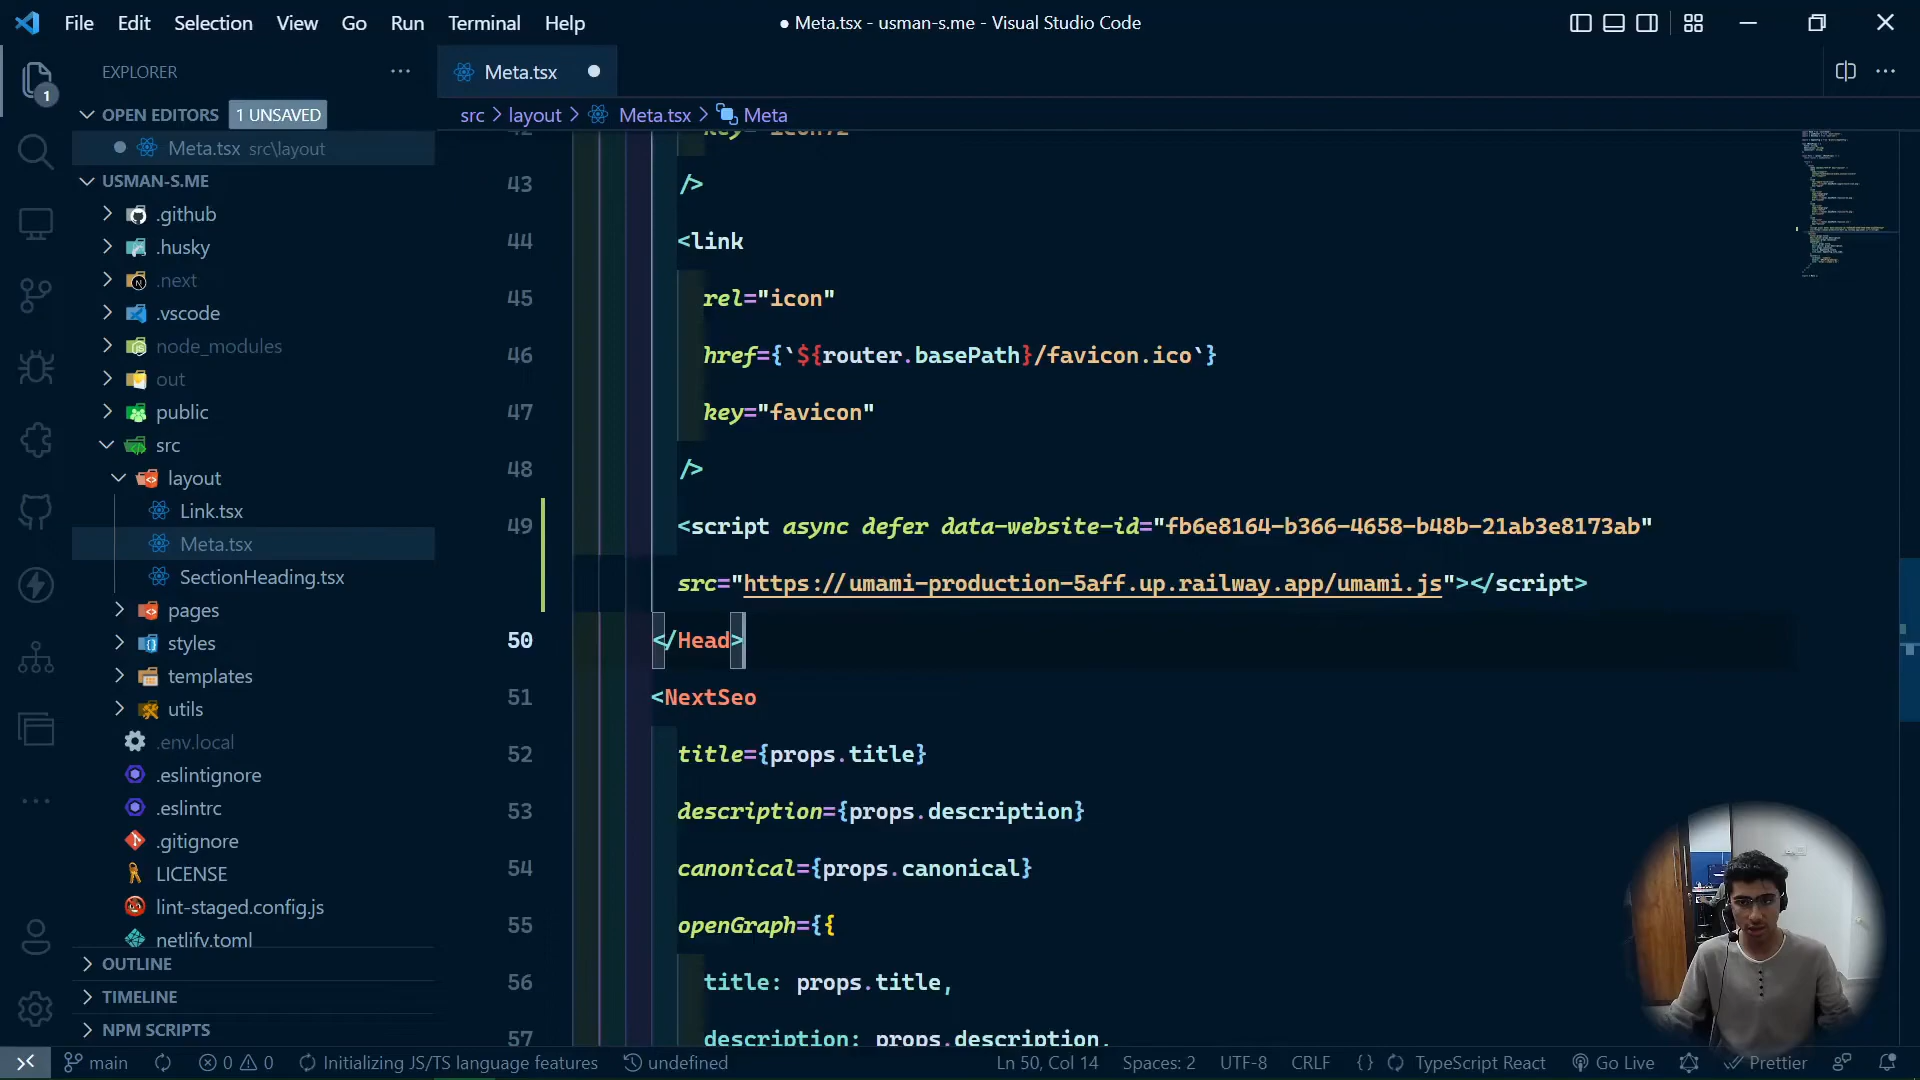 File Edit Selection View Go Run Terminal Help
● Meta.tsx - usman-s.me - Visual Studio Code
EXPLORER
1
OPEN EDITORS 1 UNSAVED
Meta.tsx src\layout
USMAN-S.ME
.github
.husky
.next
.vscode
node_modules
out
public
src
layout
Link.tsx
Meta.tsx
SectionHeading.tsx
pages
styles
templates
utils
.env.local
.eslintignore
.eslintrc
.gitignore
LICENSE
lint-staged.config.js
netlify.toml
OUTLINE
TIMELINE
NPM SCRIPTS
Meta.tsx
src > layout > Meta.tsx > Meta
42 key="icon72"
43 />
44 <link
45 rel="icon"
46 href={`${router.basePath}/favicon.ico`}
47 key="favicon"
48 />
49 <script async defer data-website-id="fb6e8164-b366-4658-b48b-21ab3e8173ab"
src="https://umami-production-5aff.up.railway.app/umami.js"></script>
50 </Head>
51 <NextSeo
52 title={props.title}
53 description={props.description}
54 canonical={props.canonical}
55 openGraph={{
56 title: props.title,
57 description: props.description,
main 0 0 Initializing JS/TS language features undefined Ln 50, Col 14 Spaces: 2 UTF-8 CRLF {} TypeScript React Go Live Prettier